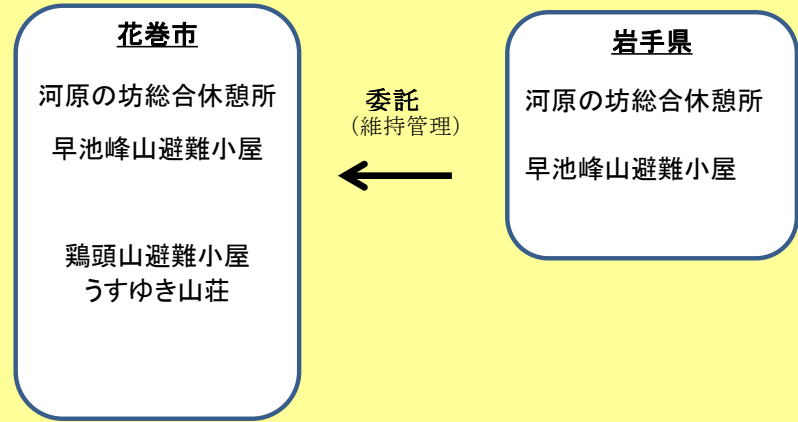 花巻市
河原の坊総合休憩所
早池峰山避難小屋
鶏頭山避難小屋
うすゆき山荘
委託
（維持管理）
岩手県
河原の坊総合休憩所
早池峰山避難小屋